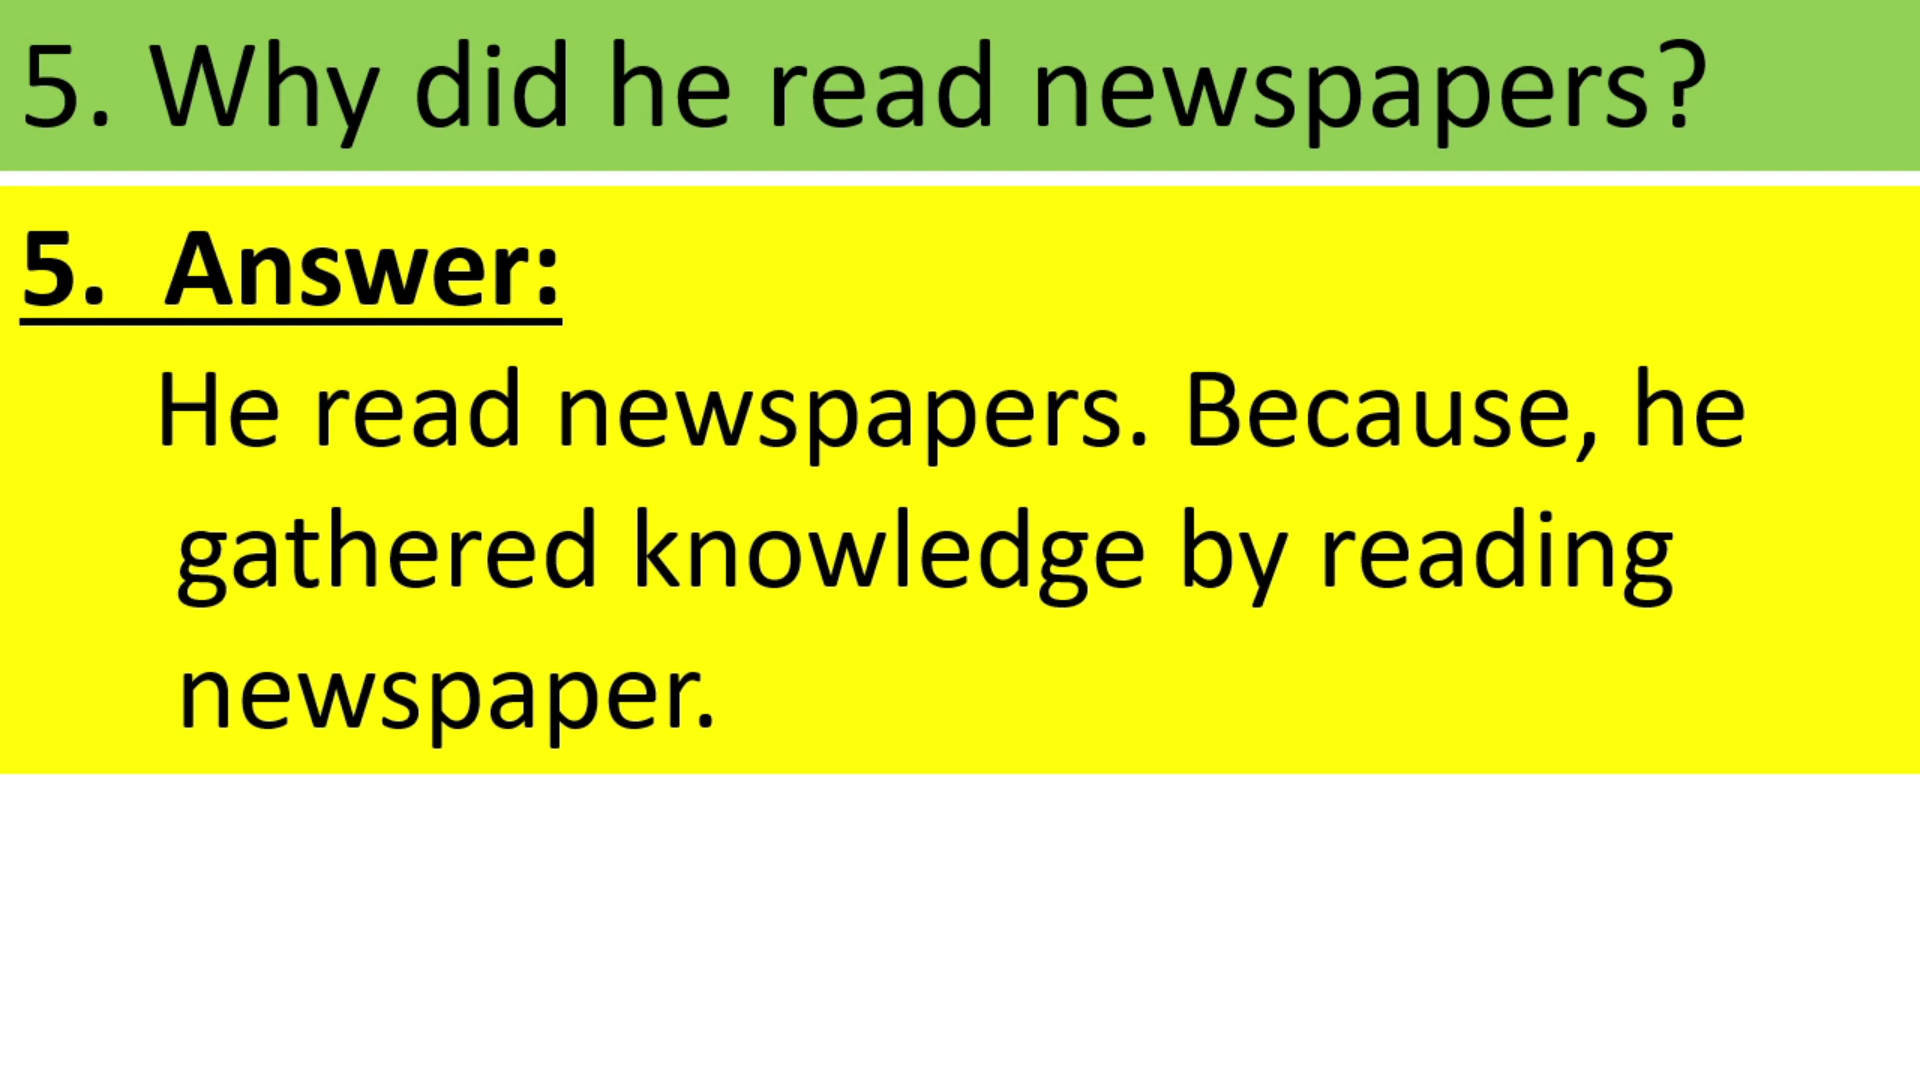 5. Why did he read newspapers?
5. Answer:
He read newspapers. Because, he
gathered knowledge by reading
newspaper.